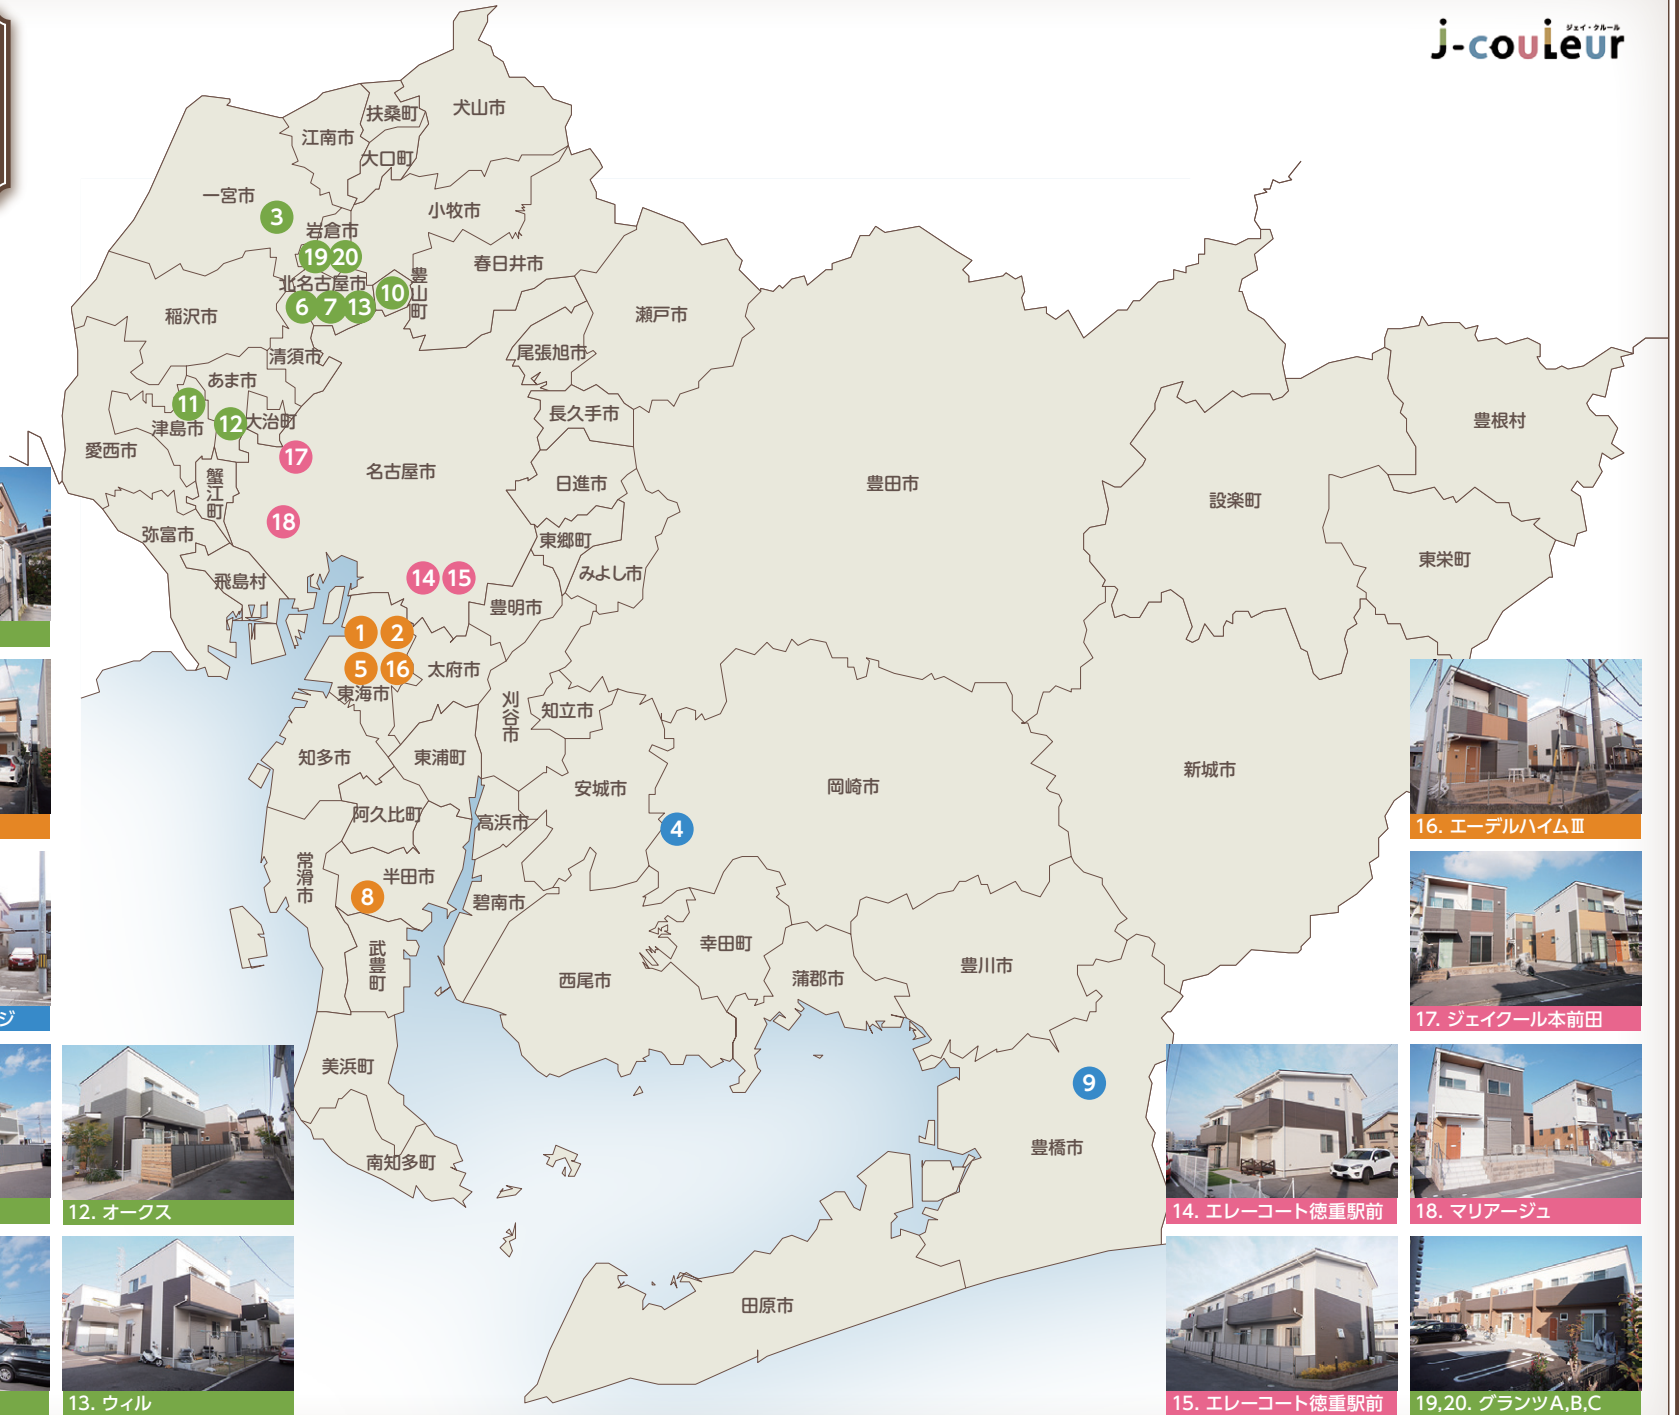 ジェイ・クルール
j-couleur
犬山市
扶桑町
江南市
大口町
一宮市
3
小牧市
岩倉市
19 20
春日井市
北名古屋市
豊山町
10
6 7 13
稲沢市
瀬戸市
清須市
尾張旭市
あま市
11
12
大治町
津島市
長久手市
豊根村
愛西市
17
名古屋市
蟹江町
日進市
豊田市
設楽町
18
弥富市
東郷町
東栄町
飛島村
14 15
みよし市
豊明市
1 2
5 16
太府市
東海市
刈谷市
知立市
知多市
東浦町
安城市
岡崎市
新城市
阿久比町
高浜市
4
常滑市
半田市
8
碧南市
武豊町
幸田町
西尾市
蒲郡市
豊川市
美浜町
9
豊橋市
南知多町
田原市
ジ
12. オークス
13. ウィル
14. エレーコート徳重駅前
15. エレーコート徳重駅前
16. エーデルハイムⅢ
17. ジェイクール本前田
18. マリアージュ
19,20. グランツA,B,C